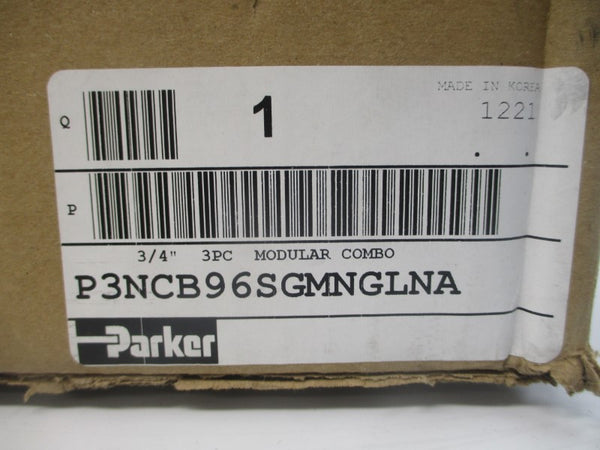 MADE IN KOREA
Q 1 1221
P
3/4" 3PC MODULAR COMBO
P3NCB96SGMNGLNA
Parker